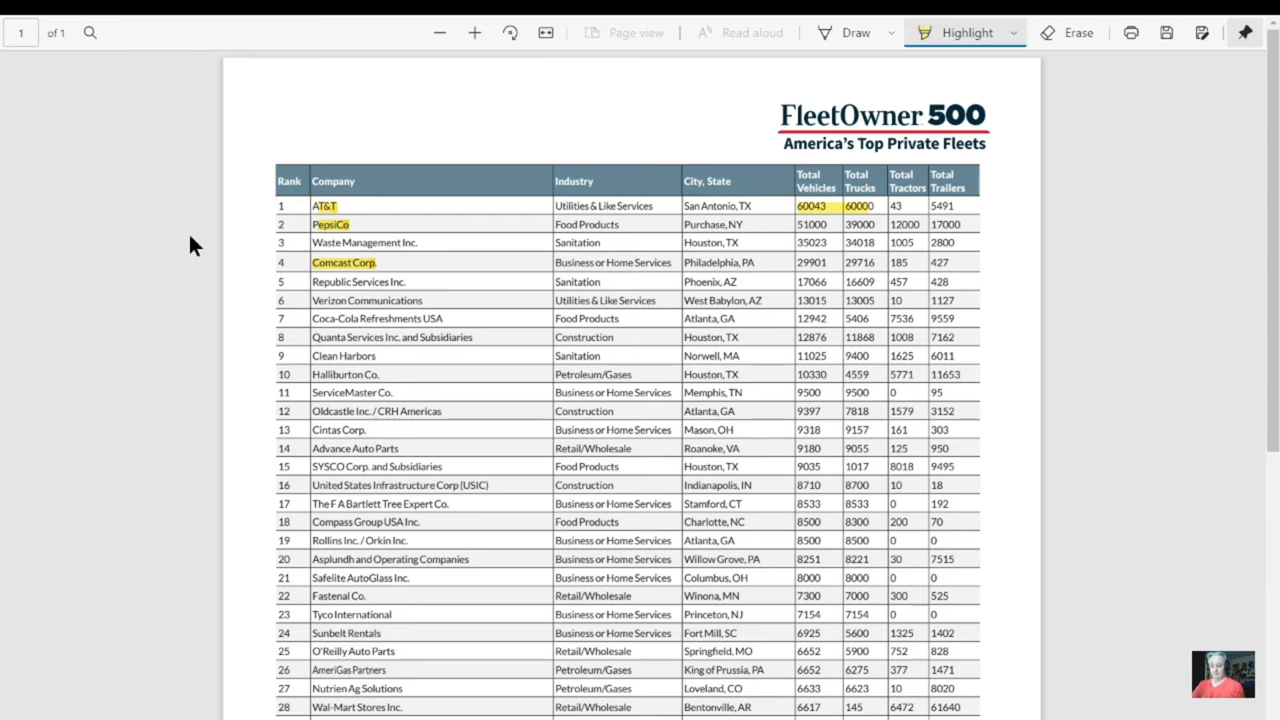 1 of 1 Page view Read aloud Draw Highlight Erase
FleetOwner 500
America's Top Private Fleets
Rank Company Industry City, State Total Vehicles Total Trucks Total Tractors Total Trailers
1 AT&T Utilities & Like Services San Antonio, TX 60043 60000 43 5491
2 PepsiCo Food Products Purchase, NY 51000 39000 12000 17000
3 Waste Management Inc. Sanitation Houston, TX 35023 34018 1005 2800
4 Comcast Corp. Business or Home Services Philadelphia, PA 29901 29716 185 427
5 Republic Services Inc. Sanitation Phoenix, AZ 17066 16609 457 428
6 Verizon Communications Utilities & Like Services West Babylon, AZ 13015 13005 10 1127
7 Coca-Cola Refreshments USA Food Products Atlanta, GA 12942 5406 7536 9559
8 Quanta Services Inc. and Subsidiaries Construction Houston, TX 12876 11868 1008 7162
9 Clean Harbors Sanitation Norwell, MA 11025 9400 1625 6011
10 Halliburton Co. Petroleum/Gases Houston, TX 10330 4559 5771 11653
11 ServiceMaster Co. Business or Home Services Memphis, TN 9500 9500 0 95
12 Oldcastle Inc. / CRH Americas Construction Atlanta, GA 9397 7818 1579 3152
13 Cintas Corp. Business or Home Services Mason, OH 9318 9157 161 303
14 Advance Auto Parts Retail/Wholesale Roanoke, VA 9180 9055 125 950
15 SYSCO Corp. and Subsidiaries Food Products Houston, TX 9035 1017 8018 9495
16 United States Infrastructure Corp (USIC) Construction Indianapolis, IN 8710 8700 10 18
17 The F A Bartlett Tree Expert Co. Business or Home Services Stamford, CT 8533 8533 0 192
18 Compass Group USA Inc. Food Products Charlotte, NC 8500 8300 200 70
19 Rollins Inc. / Orkin Inc. Business or Home Services Atlanta, GA 8500 8500 0 0
20 Asplundh and Operating Companies Business or Home Services Willow Grove, PA 8251 8221 30 7515
21 Safelite AutoGlass Inc. Business or Home Services Columbus, OH 8000 8000 0 0
22 Fastenal Co. Retail/Wholesale Winona, MN 7300 7000 300 525
23 Tyco International Business or Home Services Princeton, NJ 7154 7154 0 0
24 Sunbelt Rentals Business or Home Services Fort Mill, SC 6925 5600 1325 1402
25 O'Reilly Auto Parts Retail/Wholesale Springfield, MO 6652 5900 752 828
26 AmeriGas Partners Petroleum/Gases King of Prussia, PA 6652 6275 377 1471
27 Nutrien Ag Solutions Petroleum/Gases Loveland, CO 6633 6623 10 8020
28 Wal-Mart Stores Inc. Retail/Wholesale Bentonville, AR 6617 145 6472 61640